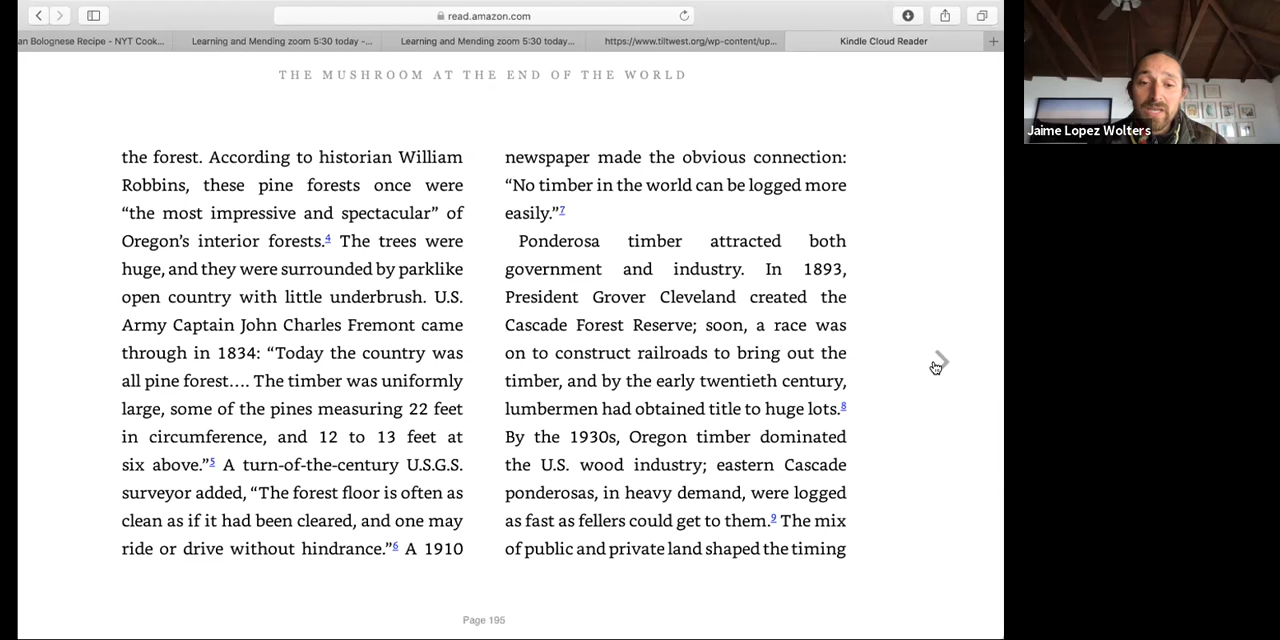 read.amazon.com
an Bolognese Recipe - NYT Cook...
Learning and Mending zoom 5:30 today -...
Learning and Mending zoom 5:30 today...
https://www.tiltwest.org/wp-content/up...
Kindle Cloud Reader
THE MUSHROOM AT THE END OF THE WORLD
the forest. According to historian William
Robbins, these pine forests once were
“the most impressive and spectacular” of
Oregon’s interior forests.4 The trees were
huge, and they were surrounded by parklike
open country with little underbrush. U.S.
Army Captain John Charles Fremont came
through in 1834: “Today the country was
all pine forest.... The timber was uniformly
large, some of the pines measuring 22 feet
in circumference, and 12 to 13 feet at
six above.”5 A turn-of-the-century U.S.G.S.
surveyor added, “The forest floor is often as
clean as if it had been cleared, and one may
ride or drive without hindrance.”6 A 1910
newspaper made the obvious connection:
“No timber in the world can be logged more
easily.”7
Ponderosa timber attracted both
government and industry. In 1893,
President Grover Cleveland created the
Cascade Forest Reserve; soon, a race was
on to construct railroads to bring out the
timber, and by the early twentieth century,
lumbermen had obtained title to huge lots.8
By the 1930s, Oregon timber dominated
the U.S. wood industry; eastern Cascade
ponderosas, in heavy demand, were logged
as fast as fellers could get to them.9 The mix
of public and private land shaped the timing
Page 195
Jaime Lopez Wolters